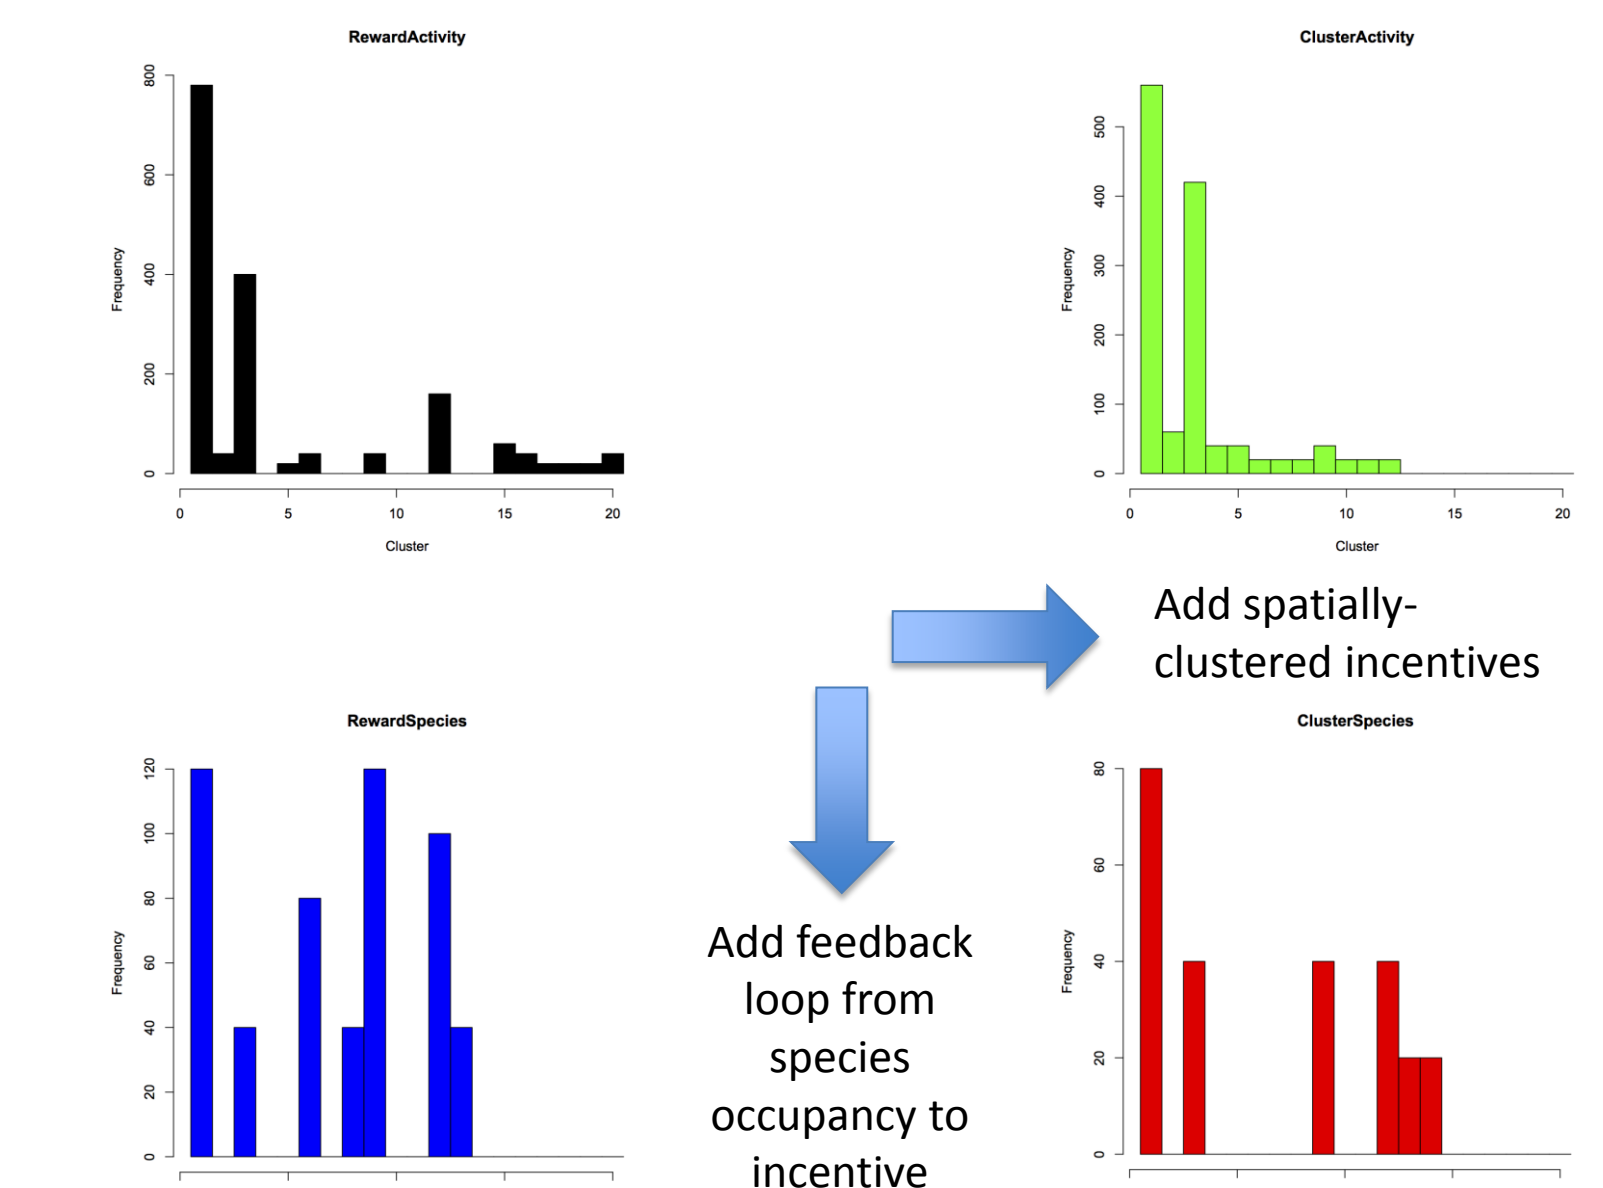 RewardActivity
800
600
400
200
0
Frequency
0 5 10 15 20
Cluster
ClusterActivity
500
400
300
200
100
0
Frequency
0 5 10 15 20
Cluster
Add spatially-
clustered incentives
RewardSpecies
120
100
80
60
40
20
0
Frequency
Add feedback
loop from
species
occupancy to
incentive
ClusterSpecies
80
60
40
20
0
Frequency